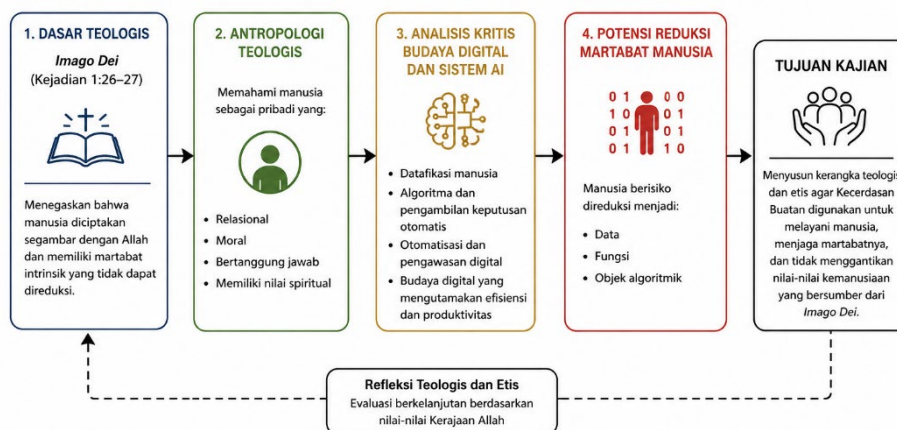 1. DASAR TEOLOGIS
Imago Dei
(Kejadian 1:26–27)
Menegaskan bahwa
manusia diciptakan
segambar dengan Allah
dan memiliki martabat
intrinsik yang tidak dapat
direduksi.
2. ANTROPOLOGI
TEOLOGIS
Memahami manusia
sebagai pribadi yang:
• Relasional
• Moral
• Bertanggung jawab
• Memiliki nilai spiritual
3. ANALISIS KRITIS
BUDAYA DIGITAL
DAN SISTEM AI
• Datafikasi manusia
• Algoritma dan
pengambilan keputusan
otomatis
• Otomatisasi dan
pengawasan digital
• Budaya digital yang
mengutamakan efisiensi
dan produktivitas
4. POTENSI REDUKSI
MARTABAT MANUSIA
0 1 0 0
1 0 0 1
0 1 0 1
0 1 1 0
Manusia berisiko
direduksi menjadi:
• Data
• Fungsi
• Objek algoritmik
TUJUAN KAJIAN
Menyusun kerangka teologis
dan etis agar Kecerdasan
Buatan digunakan untuk
melayani manusia,
menjaga martabatnya,
dan tidak menggantikan
nilai-nilai kemanusiaan
yang bersumber dari
Imago Dei.
Refleksi Teologis dan Etis
Evaluasi berkelanjutan berdasarkan
nilai-nilai Kerajaan Allah